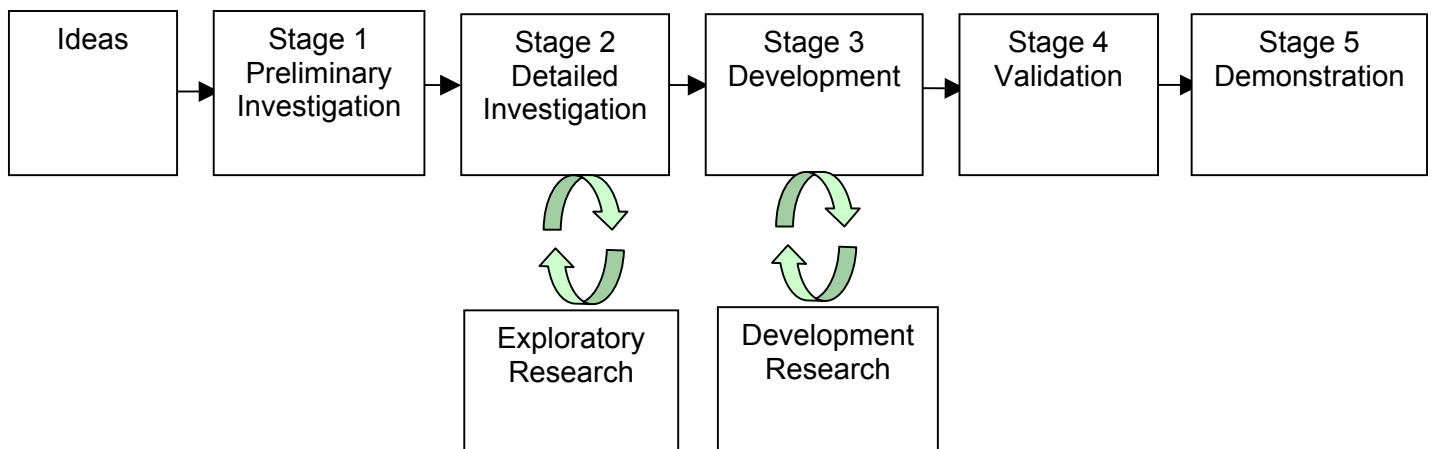 Ideas
Stage 1
Preliminary
Investigation
Stage 2
Detailed
Investigation
Stage 3
Development
Stage 4
Validation
Stage 5
Demonstration
Exploratory
Research
Development
Research